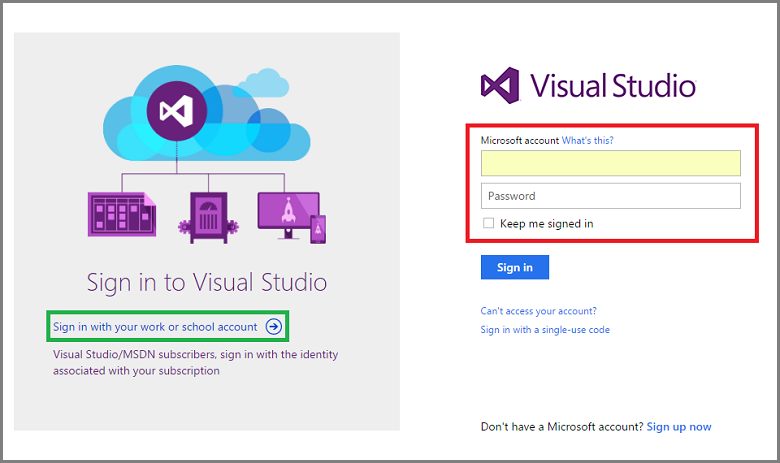 Sign in to Visual Studio
Sign in with your work or school account
Visual Studio/MSDN subscribers, sign in with the identity
associated with your subscription
Visual Studio
Microsoft account What's this?
Password
Keep me signed in
Sign in
Can't access your account?
Sign in with a single-use code
Don't have a Microsoft account? Sign up now